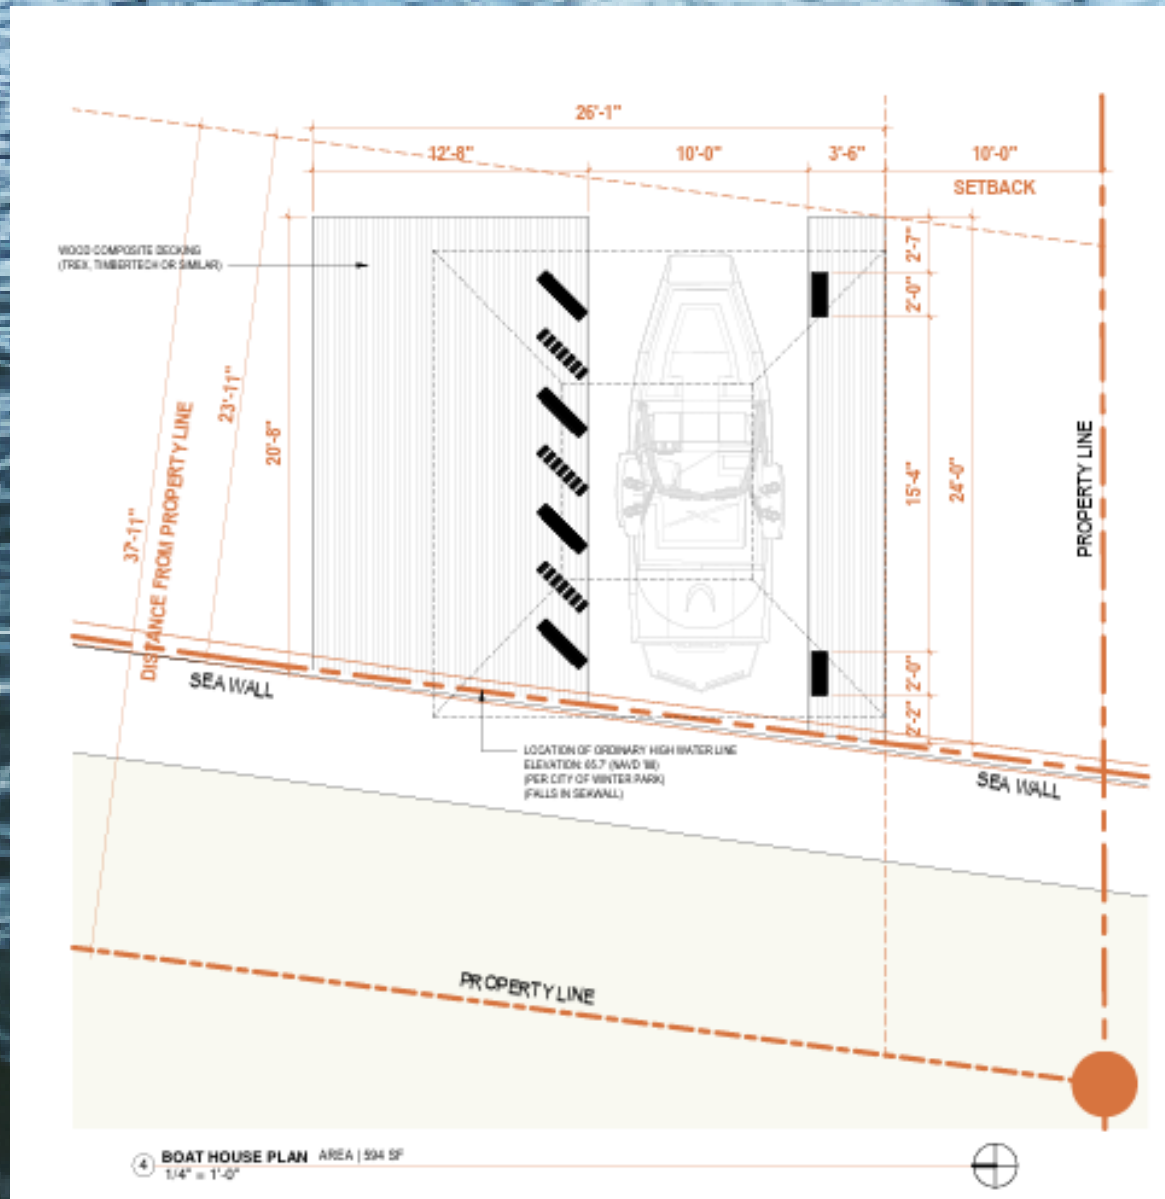 26'-1"
12'-8"
10'-0"
3'-6"
10'-0"
SETBACK
WOOD COMPOSITE DECKING
(TREX, TIMBERTECH OR SIMILAR)
2'-7"
2'-0"
23'-11"
20'-8"
37'-11"
DISTANCE FROM PROPERTY LINE
15'-4"
24'-0"
PROPERTY LINE
2'-0"
2'-2"
SEA WALL
LOCATION OF ORDINARY HIGH WATER LINE
ELEVATION: 65.7' (NAVD '88)
(PER CITY OF WINTER PARK)
(FALLS IN SEAWALL)
SEA WALL
PROPERTY LINE
4 BOAT HOUSE PLAN AREA | 594 SF
1/4" = 1'-0"